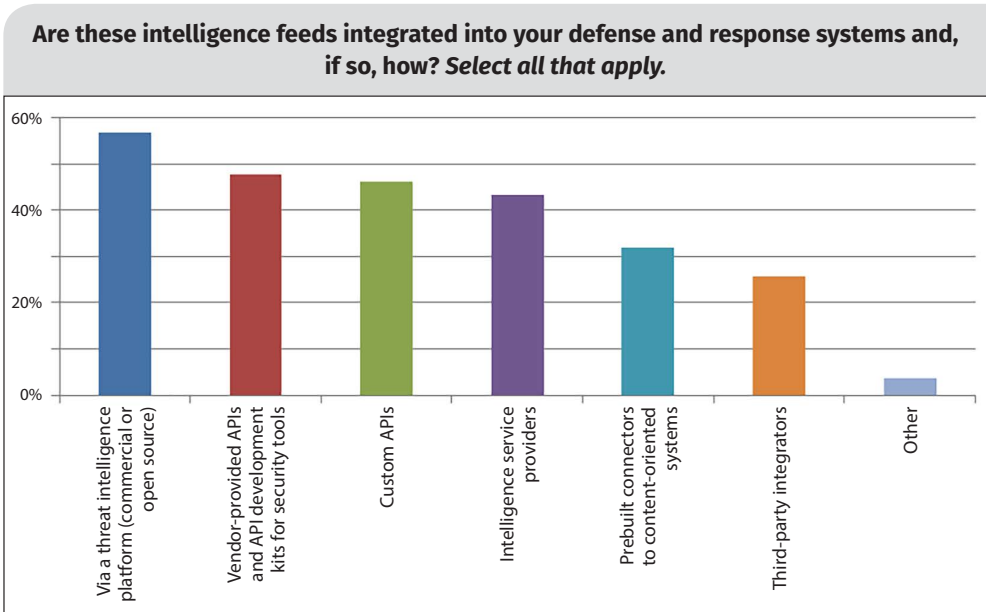 Are these intelligence feeds integrated into your defense and response systems and,
if so, how? Select all that apply.
60%
40%
20%
0%
Via a threat intelligence
platform (commercial or
open source)
Vendor-provided APIs
and API development
kits for security tools
Custom APIs
Intelligence service
providers
Prebuilt connectors
to content-oriented
systems
Third-party integrators
Other